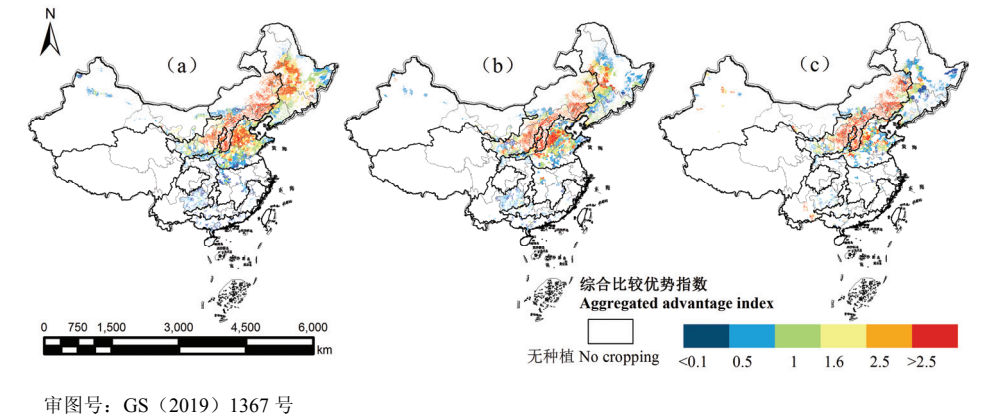 N
（a）
（b）
（c）
综合比较优势指数
Aggregated advantage index
无种植 No cropping
<0.1 0.5 1 1.6 2.5 >2.5
0 750 1,500 3,000 4,500 6,000
km
审图号：GS（2019）1367 号